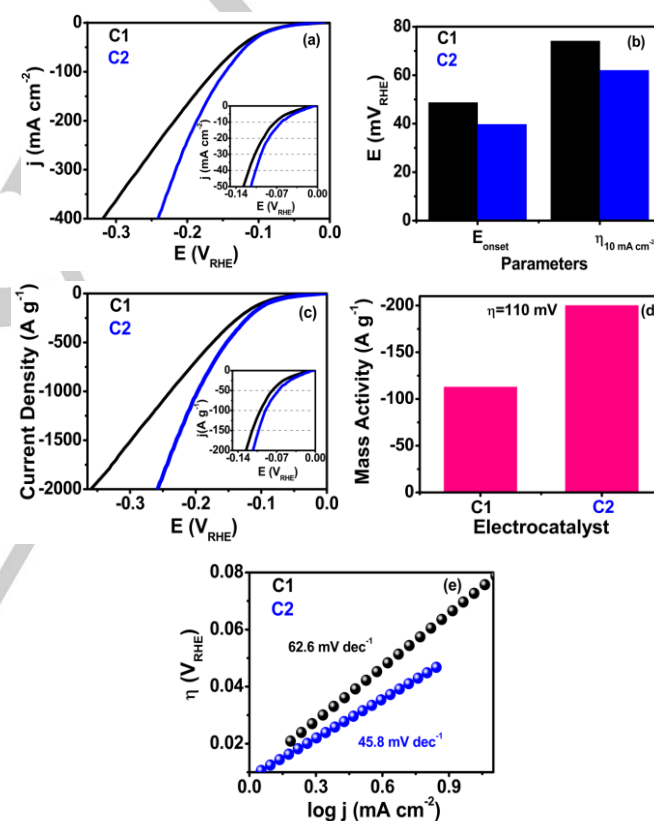 C1
C2
(a)
j (mA cm⁻²)
0
-100
-200
-300
-400
-0.3
-0.2
-0.1
0.0
E (V_RHE)
j (mA cm⁻²)
0
-10
-20
-30
-40
-50
-0.14
-0.07
0.00
E (V_RHE)
C1
C2
(b)
E (mV_RHE)
80
60
40
20
0
E_onset
η_10 mA cm⁻²
Parameters
C1
C2
(c)
Current Density (A g⁻¹)
0
-500
-1000
-1500
-2000
-0.3
-0.2
-0.1
0.0
E (V_RHE)
j(A g⁻¹)
0
-50
-100
-150
-200
-0.14
-0.07
0.00
E (V_RHE)
η=110 mV
(d)
Mass Activity (A g⁻¹)
-200
-150
-100
-50
0
C1
C2
Electrocatalyst
C1
C2
(e)
η (V_RHE)
0.08
0.06
0.04
0.02
62.6 mV dec⁻¹
45.8 mV dec⁻¹
0.0
0.3
0.6
0.9
log j (mA cm⁻²)